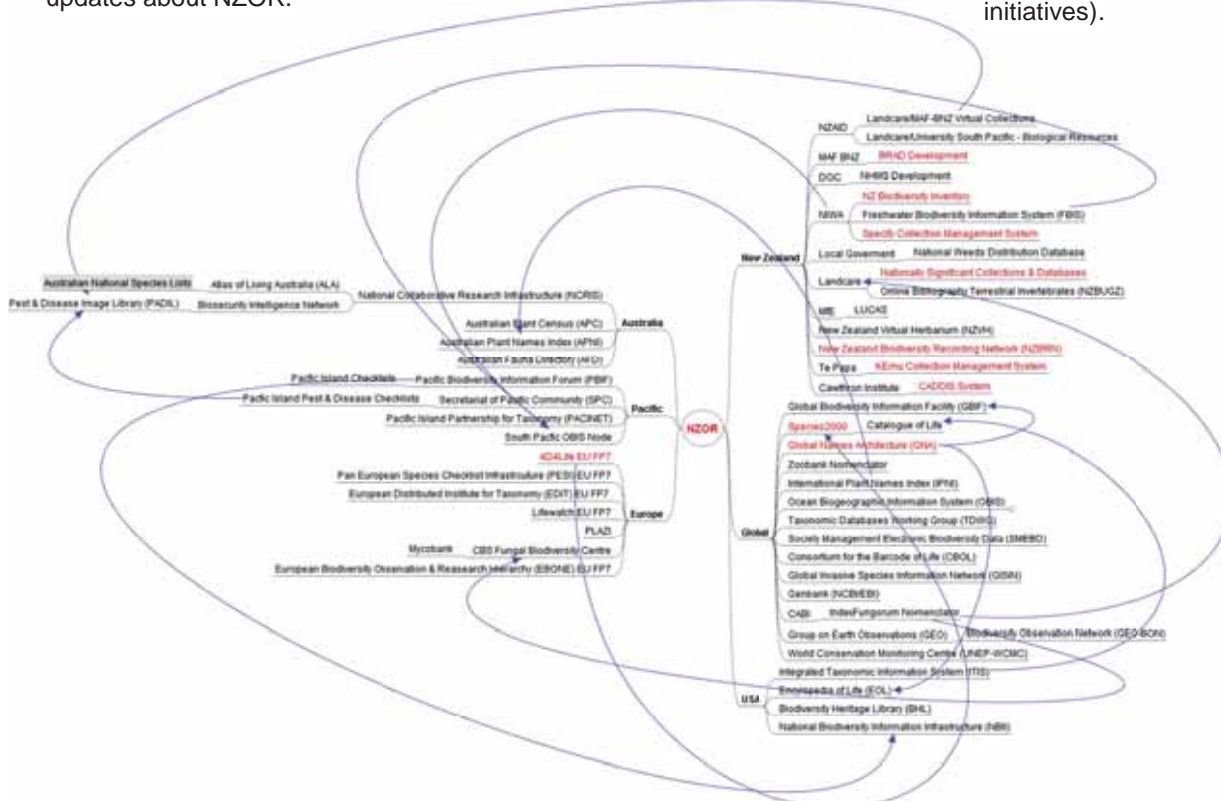 updates about NZOR.
initiatives).
NZAID
Landcare/MAF-BNZ Virtual Collections
Landcare/University South Pacific - Biological Resources
MAF BNZ
BRAD Development
DOC
NHMS Development
NIWA
NZ Biodiversity Inventory
Freshwater Biodiversity Information System (FBIS)
Specify Collection Management System
Local Goverment
National Weeds Distribution Database
New Zealand
Landcare
Nationally Significant Collections & Databases
Online Bibliography Terrestrial Invertebrates (NZBUGZ)
MfE
LUCAS
New Zealand Virtual Herbarium (NZVH)
New Zealand Biodiversity Recording Network (NZBRN)
Te Papa
KEmu Collection Management System
Cawthron Institute
CADDIS System
Australian National Species Lists
Atlas of Living Australia (ALA)
Pest & Disease Image Library (PADIL)
Biosecurity Intelligence Network
National Collaborative Research Infrastructure (NCRIS)
Australia
Australian Plant Census (APC)
Australian Plant Names Index (APNI)
Australian Fauna Directory (AFD)
Pacific Island Checklists
Pacific Biodiversity Information Forum (PBIF)
Pacific Island Pest & Disease Checklists
Secretariat of Pacific Community (SPC)
Pacific
Pacific Island Partnership for Taxonomy (PACINET)
South Pacific OBIS Node
NZOR
4D4Life EU FP7
Pan European Species Checklist Infrastructure (PESI) EU FP7
European Distributed Institute for Taxonomy (EDIT) EU FP7
Lifewatch EU FP7
Europe
PLAZI
Mycobank
CBS Fungal Biodiversity Centre
European Biodiversity Observation & Reasearch Hierarchy (EBONE) EU FP7
Global Biodiversity Information Facility (GBIF)
Species2000
Catalogue of Life
Global Names Architecture (GNA)
Zoobank Nomenclator
International Plant Names Index (IPNI)
Ocean Biogeographic Information System (OBIS)
Taxonomic Databases Working Group (TDWG)
Global
Society Management Electronic Biodiversity Data (SMEBD)
Consortium for the Barcode of Life (CBOL)
Global Invasive Species Information Network (GISIN)
Genbank (NCBI/EBI)
CABI
IndexFungorum Nomenclator
Group on Earth Observations (GEO)
Biodiversity Observation Network (GEO-BON)
World Conservation Monitoring Centre (UNEP-WCMC)
Integrated Taxonomic Information System (ITIS)
Encylopedia of Life (EOL)
USA
Biodiversity Heritage Library (BHL)
National Biodiversity Information Infrastructure (NBII)